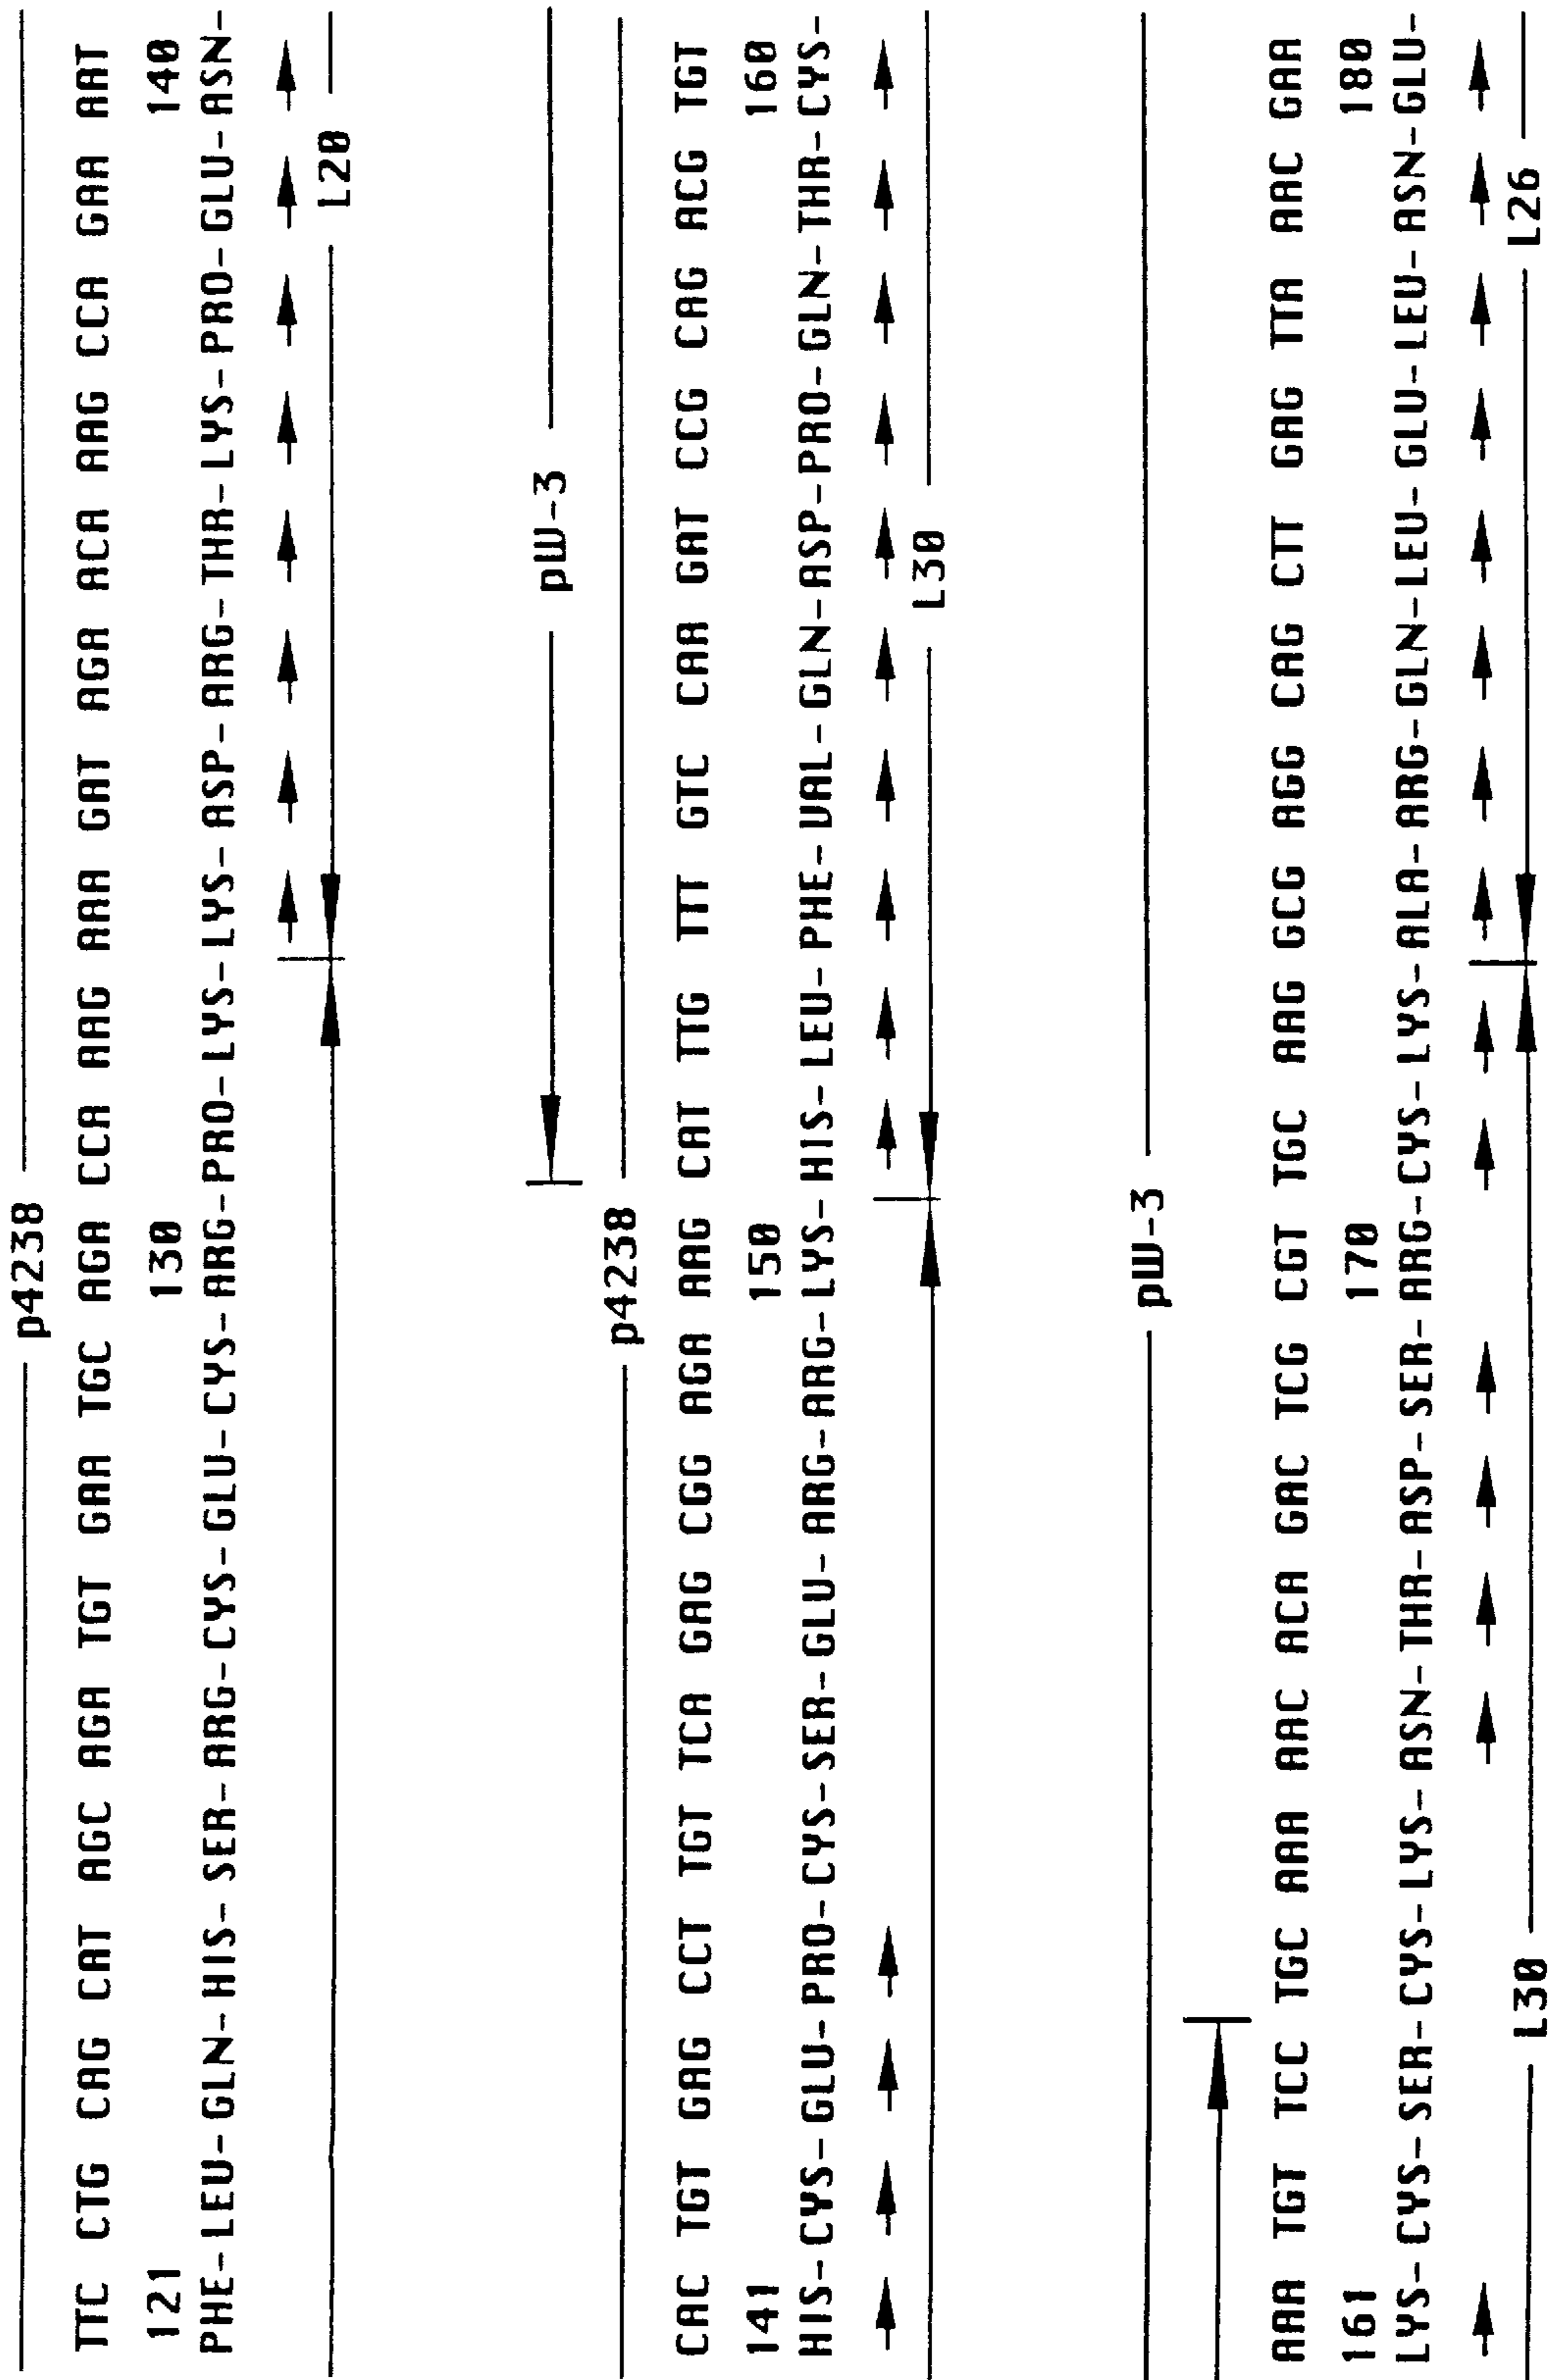 p4238
TTC CTG CAG CAT AGC AGA TGT GAA TGC AGA CCA AAG AAA GAT AGA ACA AAG CCA GAA AAT
121 130 140
PHE-LEU-GLN-HIS-SER-ARG-CYS-GLU-CYS-ARG-PRO-LYS-LYS-ASP-ARG-THR-LYS-PRO-GLU-ASN-
L20
pW-3
p4238
CAC TGT GAG CCT TGT TCA GAG CGG AGA AAG CAT TTG TTT GTC CAA GAT CCG CAG ACG TGT
141 150 160
HIS-CYS-GLU-PRO-CYS-SER-GLU-ARG-ARG-LYS-HIS-LEU-PHE-VAL-GLN-ASP-PRO-GLN-THR-CYS-
L30
pW-3
AAA TGT TCC TGC AAA AAC ACA GAC TCG CGT TGC AAG GCG AGG CAG CTT GAG TTA AAC GAA
161 170 180
LYS-CYS-SER-CYS-LYS-ASN-THR-ASP-SER-ARG-CYS-LYS-ALA-ARG-GLN-LEU-GLU-LEU-ASN-GLU-
L30 L26